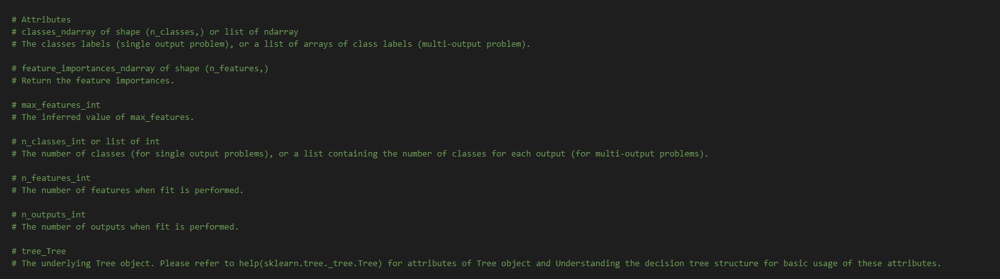 # Attributes
# classes_ndarray of shape (n_classes,) or list of ndarray
# The classes labels (single output problem), or a list of arrays of class labels (multi-output problem).
# feature_importances_ndarray of shape (n_features,)
# Return the feature importances.
# max_features_int
# The inferred value of max_features.
# n_classes_int or list of int
# The number of classes (for single output problems), or a list containing the number of classes for each output (for multi-output problems).
# n_features_int
# The number of features when fit is performed.
# n_outputs_int
# The number of outputs when fit is performed.
# tree_Tree
# The underlying Tree object. Please refer to help(sklearn.tree._tree.Tree) for attributes of Tree object and Understanding the decision tree structure for basic usage of these attributes.